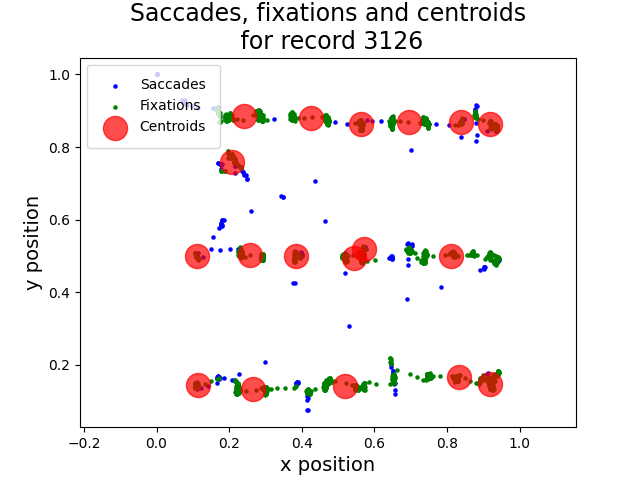 Saccades, fixations and centroids
for record 3126
Saccades
Fixations
Centroids
1.0
0.8
0.6
0.4
0.2
y position
−0.2
0.0
0.2
0.4
0.6
0.8
1.0
x position